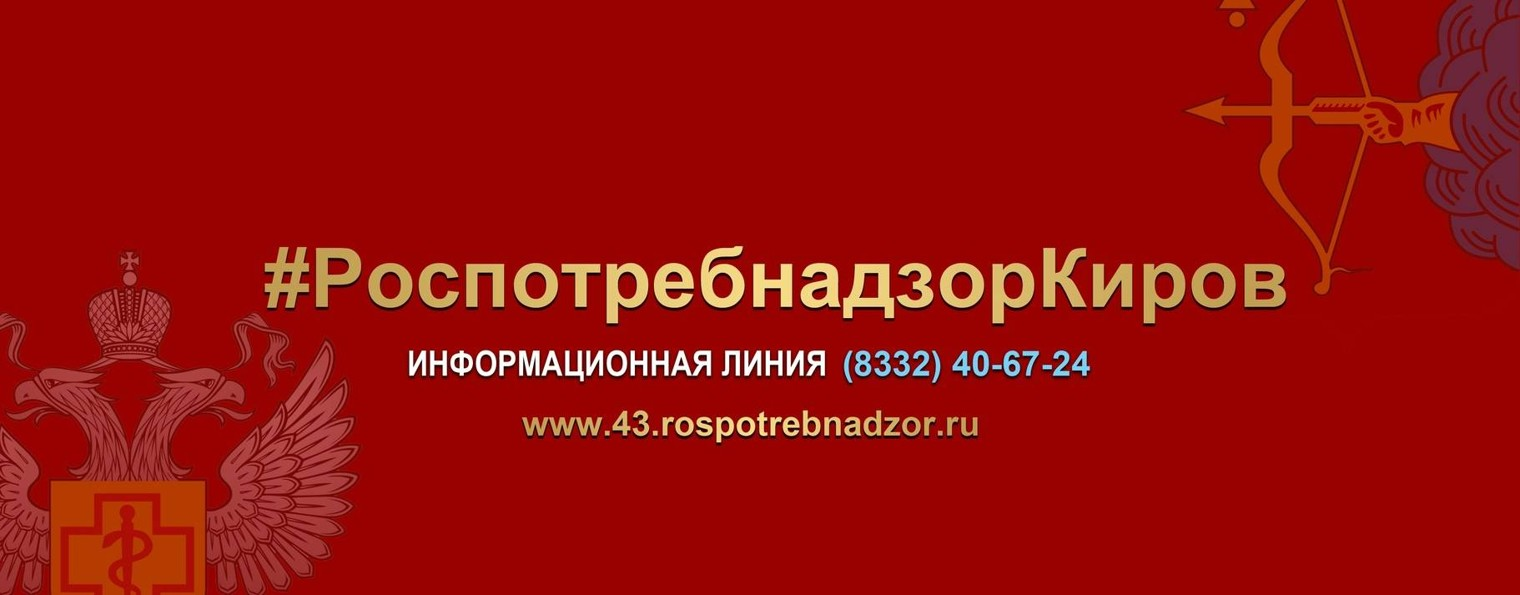 #РоспотребнадзорКиров
ИНФОРМАЦИОННАЯ ЛИНИЯ (8332) 40-67-24
www.43.rospotrebnadzor.ru